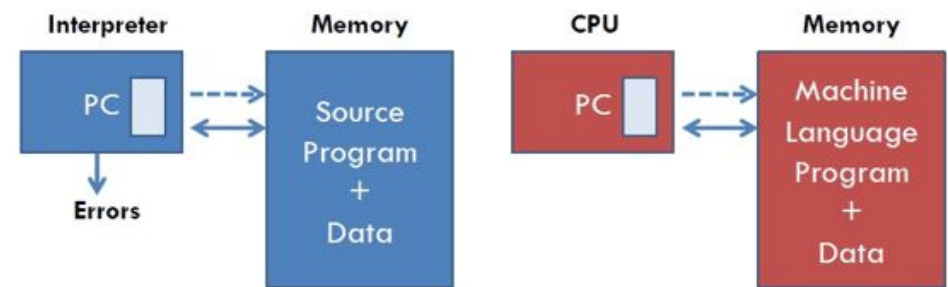 Interpreter
Memory
CPU
Memory
PC
Source
Program
+
Data
Errors
PC
Machine
Language
Program
+
Data